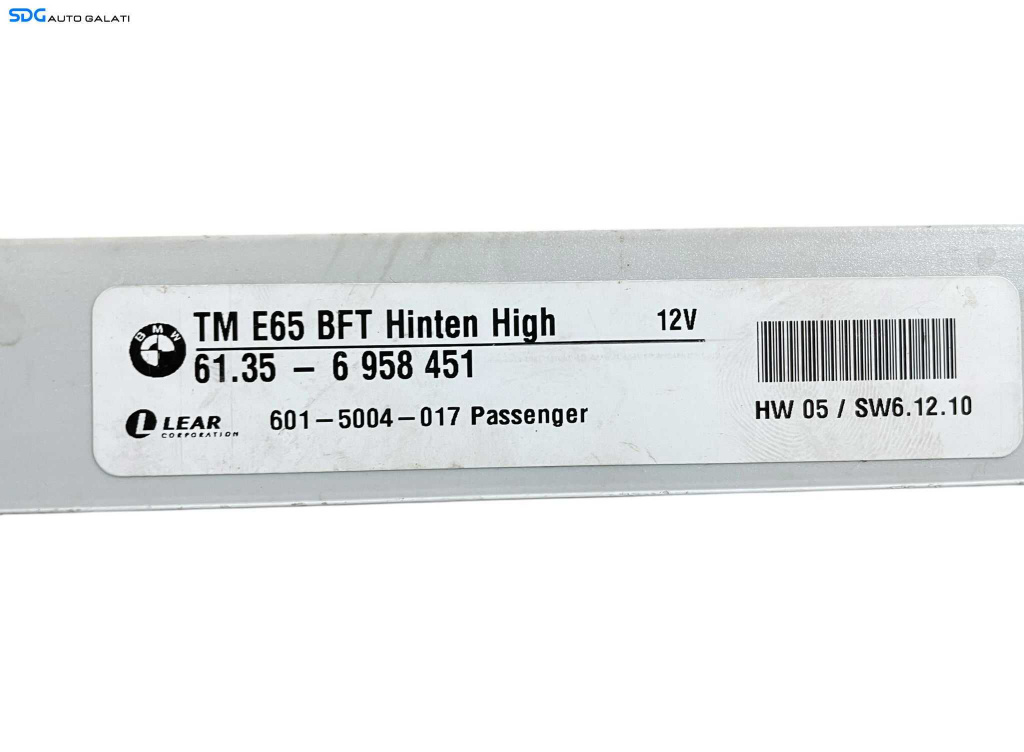 SDG AUTO GALATI
BMW
TM E65 BFT Hinten High 12V
61.35 – 6 958 451
LEAR
CORPORATION
601–5004–017 Passenger
HW 05 / SW6.12.10